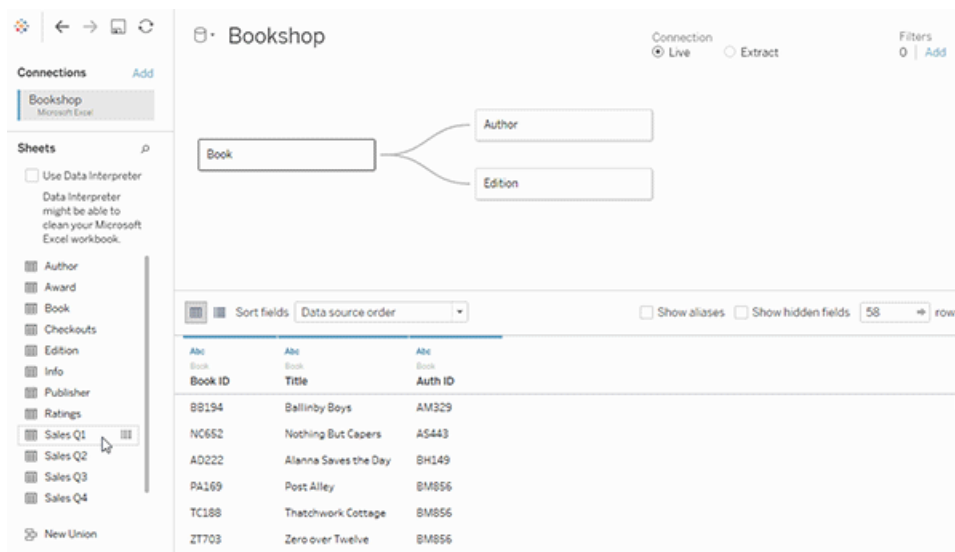 Bookshop
Connection
Live
Extract
Filters
0 | Add
Connections
Add
Bookshop
Microsoft Excel
Sheets
Use Data Interpreter
Data Interpreter
might be able to
clean your Microsoft
Excel workbook.
Author
Award
Book
Checkouts
Edition
Info
Publisher
Ratings
Sales Q1
Sales Q2
Sales Q3
Sales Q4
New Union
Book
Author
Edition
Sort fields
Data source order
Show aliases
Show hidden fields
58
row
Abc Abc Abc
Book Book Book
Book ID Title Auth ID
BB194 Ballinby Boys AM329
NC652 Nothing But Capers AS443
AD222 Alanna Saves the Day BH149
PA169 Post Alley BM856
TC188 Thatchwork Cottage BM856
ZT703 Zero over Twelve BM856